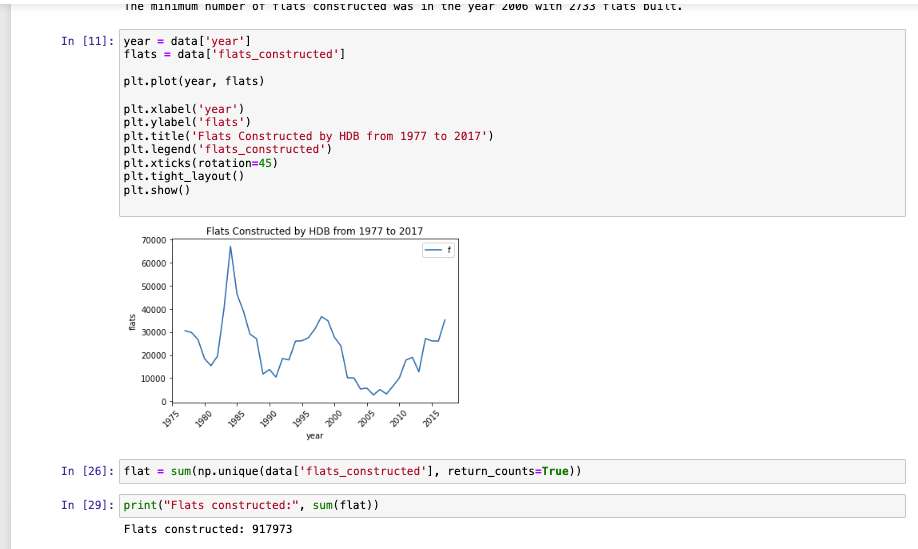 The minimum number of flats constructed was in the year 2006 with 2733 flats built.
In [11]: year = data['year']
flats = data['flats_constructed']
plt.plot(year, flats)
plt.xlabel('year')
plt.ylabel('flats')
plt.title('Flats Constructed by HDB from 1977 to 2017')
plt.legend('flats_constructed')
plt.xticks(rotation=45)
plt.tight_layout()
plt.show()
Flats Constructed by HDB from 1977 to 2017
f
70000
60000
50000
40000
30000
20000
10000
0
flats
1975 1980 1985 1990 1995 2000 2005 2010 2015
year
In [26]: flat = sum(np.unique(data['flats_constructed'], return_counts=True))
In [29]: print("Flats constructed:", sum(flat))
Flats constructed: 917973